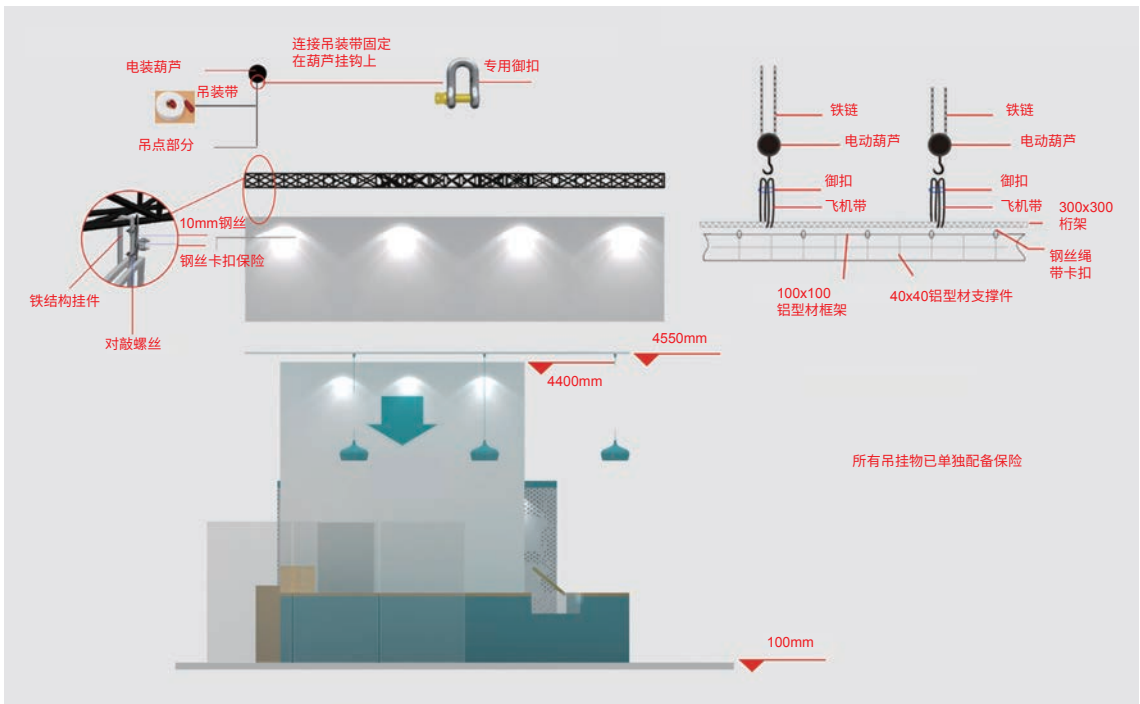 连接吊装带固定
在葫芦挂钩上
电装葫芦
专用御扣
吊装带
吊点部分
10mm钢丝
钢丝卡扣保险
铁结构挂件
对敲螺丝
铁链
铁链
电动葫芦
电动葫芦
御扣
御扣
飞机带
飞机带
300x300
桁架
钢丝绳
带卡扣
100x100
铝型材框架
40x40铝型材支撑件
4550mm
4400mm
所有吊挂物已单独配备保险
100mm